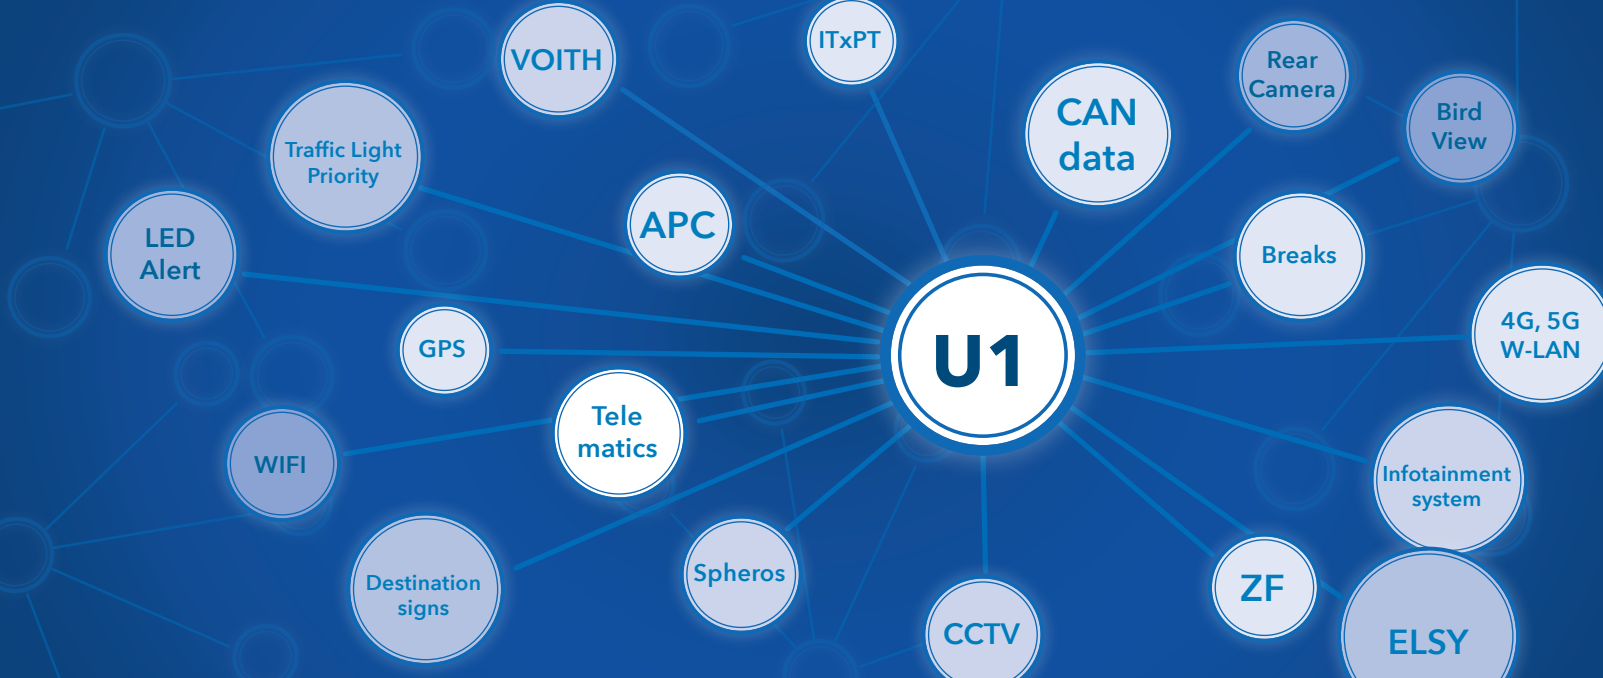 VOITH
ITxPT
Rear
Camera
CAN
data
Bird
View
Traffic Light
Priority
APC
LED
Alert
Breaks
4G, 5G
W-LAN
GPS
U1
Tele
matics
WIFI
Infotainment
system
Destination
signs
Spheros
CCTV
ZF
ELSY